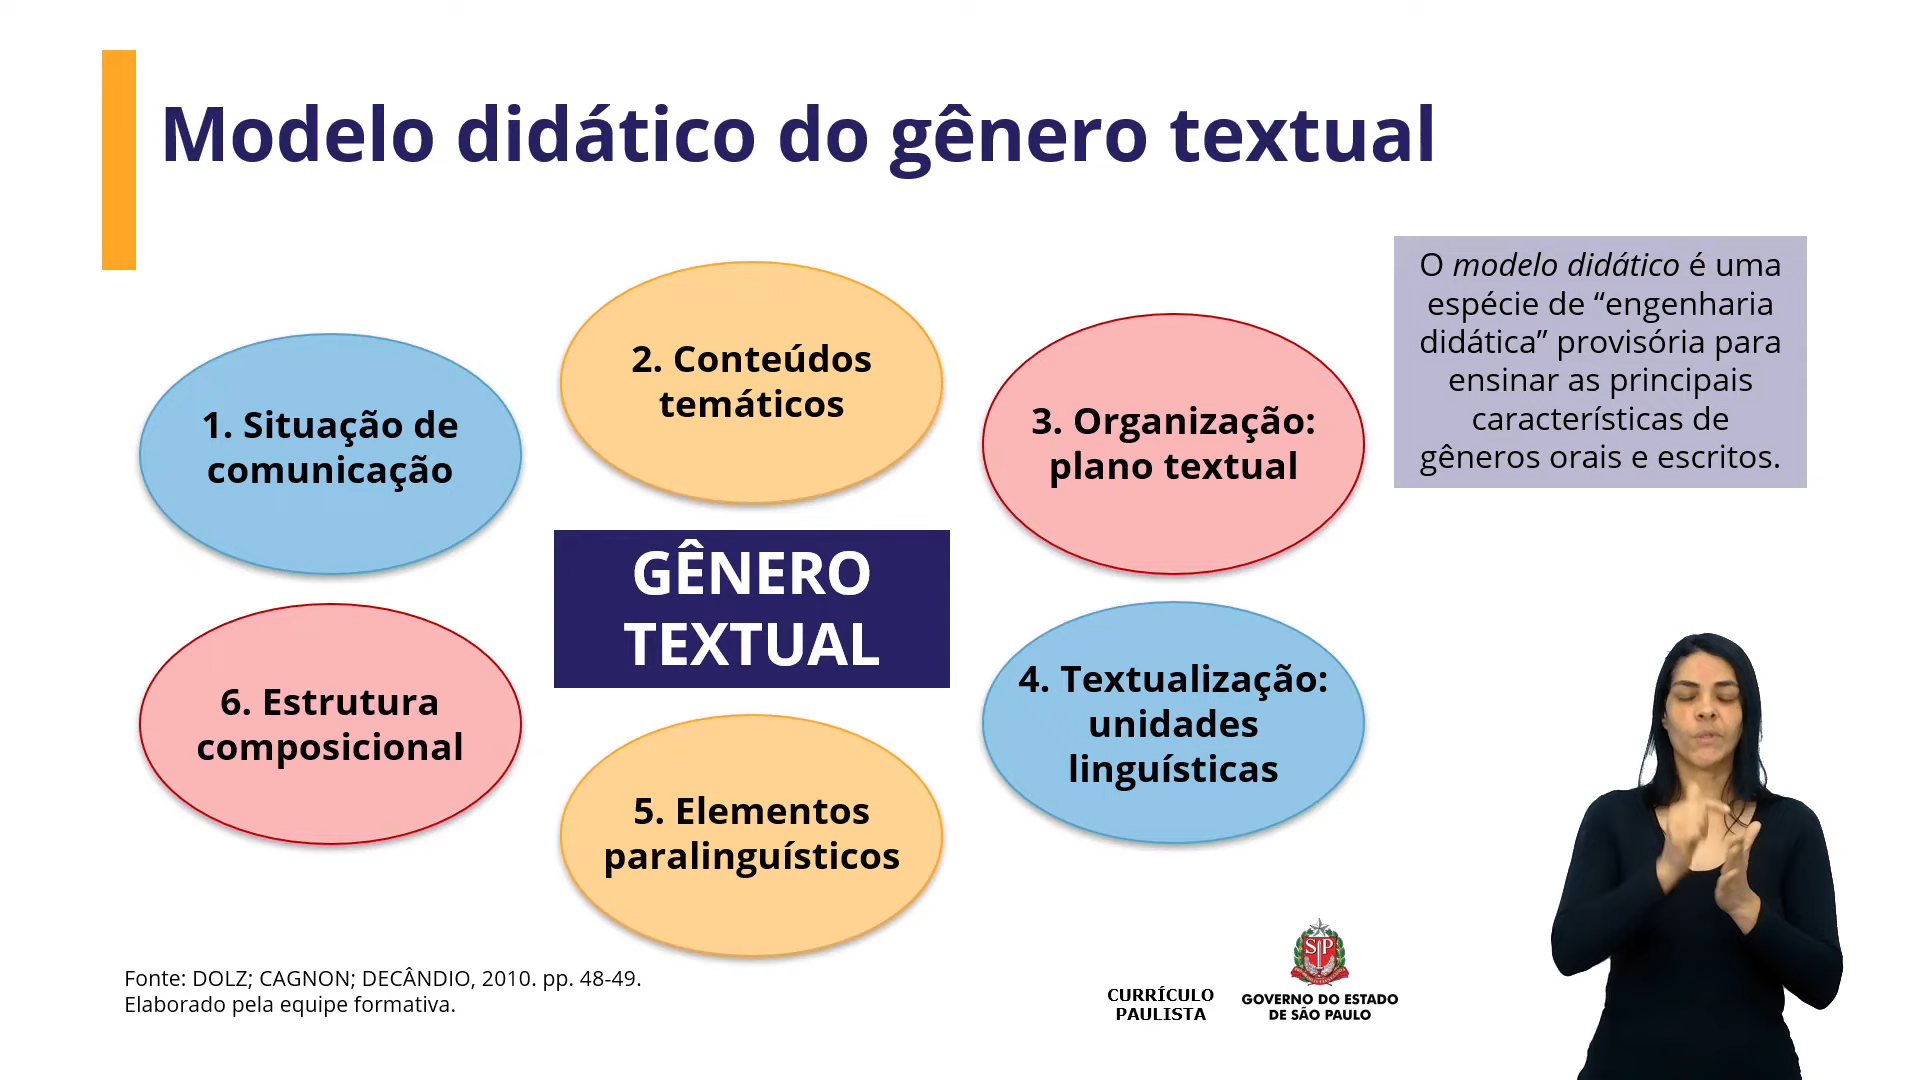 Modelo didático do gênero textual
O modelo didático é uma
espécie de “engenharia
didática” provisória para
ensinar as principais
características de
gêneros orais e escritos.
1. Situação de
comunicação
2. Conteúdos
temáticos
3. Organização:
plano textual
GÊNERO
TEXTUAL
4. Textualização:
unidades
linguísticas
5. Elementos
paralinguísticos
6. Estrutura
composicional
Fonte: DOLZ; CAGNON; DECÂNDIO, 2010. pp. 48-49.
Elaborado pela equipe formativa.
CURRÍCULO
PAULISTA
SP
GOVERNO DO ESTADO
DE SÃO PAULO